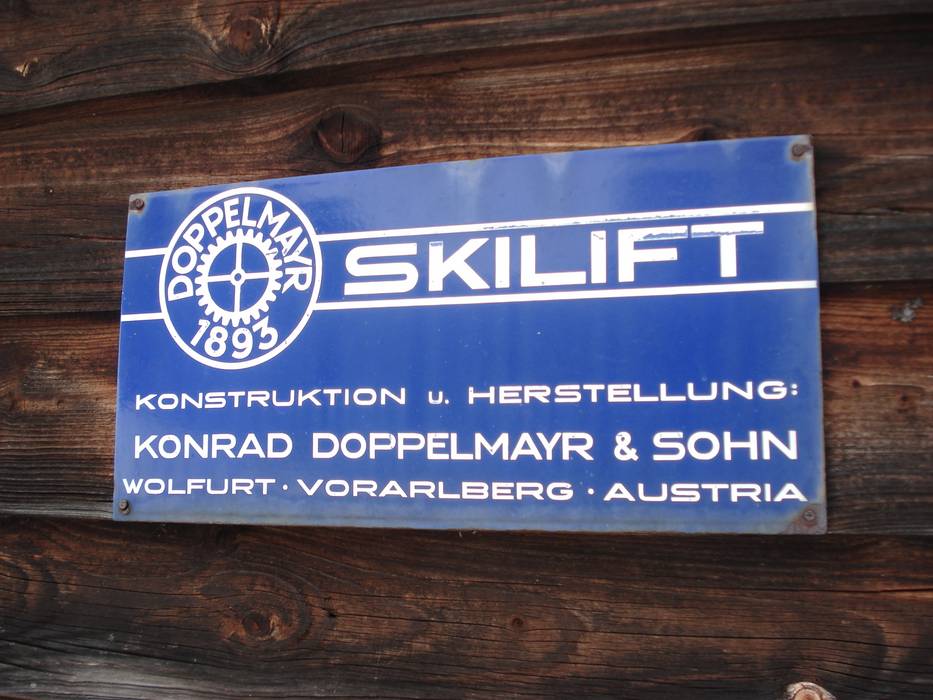 DOPPELMAYR
1893
SKILIFT
KONSTRUKTION u. HERSTELLUNG:
KONRAD DOPPELMAYR & SOHN
WOLFURT · VORARLBERG · AUSTRIA